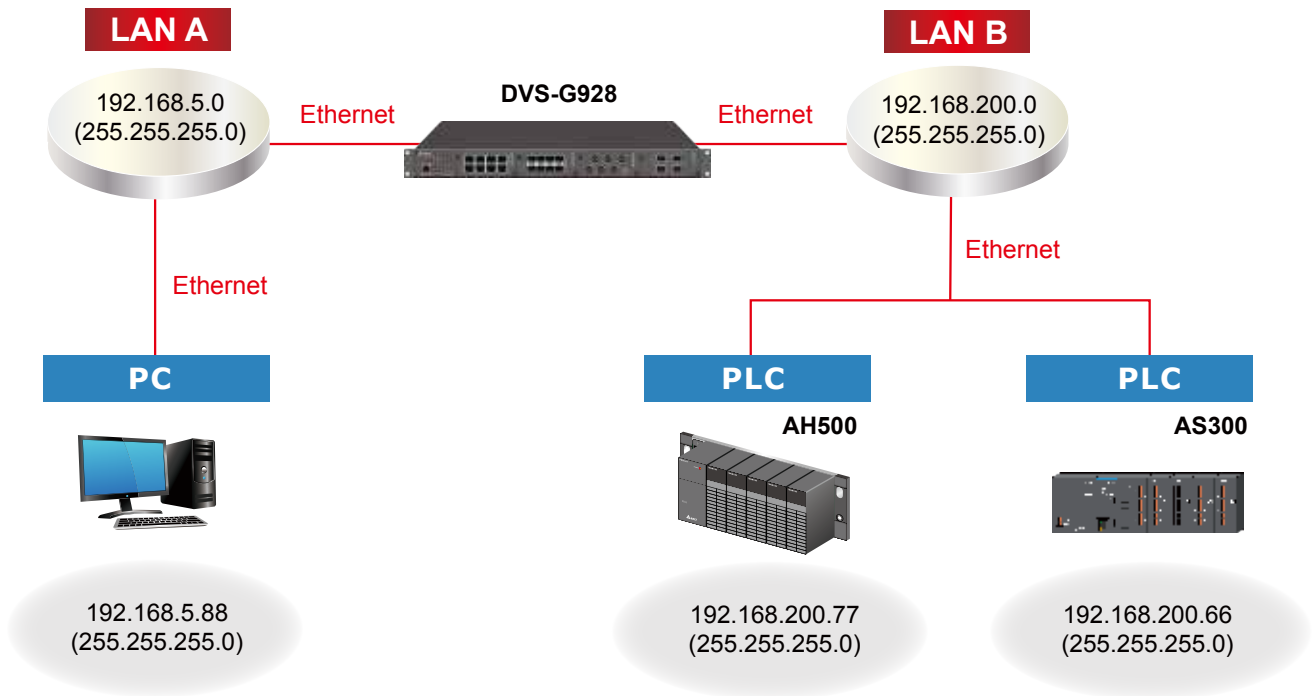 LAN A
LAN B
192.168.5.0
(255.255.255.0)
Ethernet
DVS-G928
Ethernet
192.168.200.0
(255.255.255.0)
Ethernet
Ethernet
PC
PLC
PLC
AH500
AS300
192.168.5.88
(255.255.255.0)
192.168.200.77
(255.255.255.0)
192.168.200.66
(255.255.255.0)